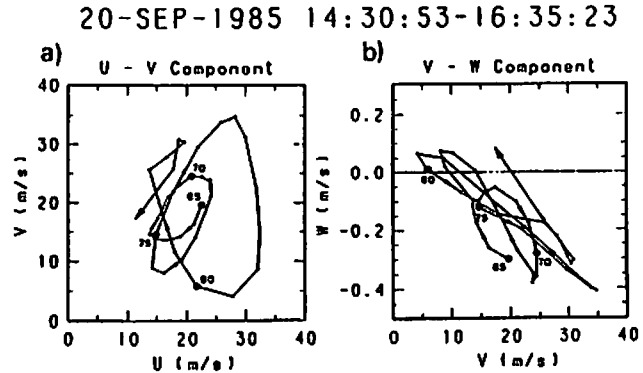 20-SEP-1985 14:30:53-16:35:23
a)
U - V Component
V (m/s)
40
30
20
10
0
70
65
75
80
0 10 20 30 40
U (m/s)
b)
V - W Component
W (m/s)
0.2
0.0
-0.2
-0.4
80
75
65
70
0 10 20 30 40
V (m/s)